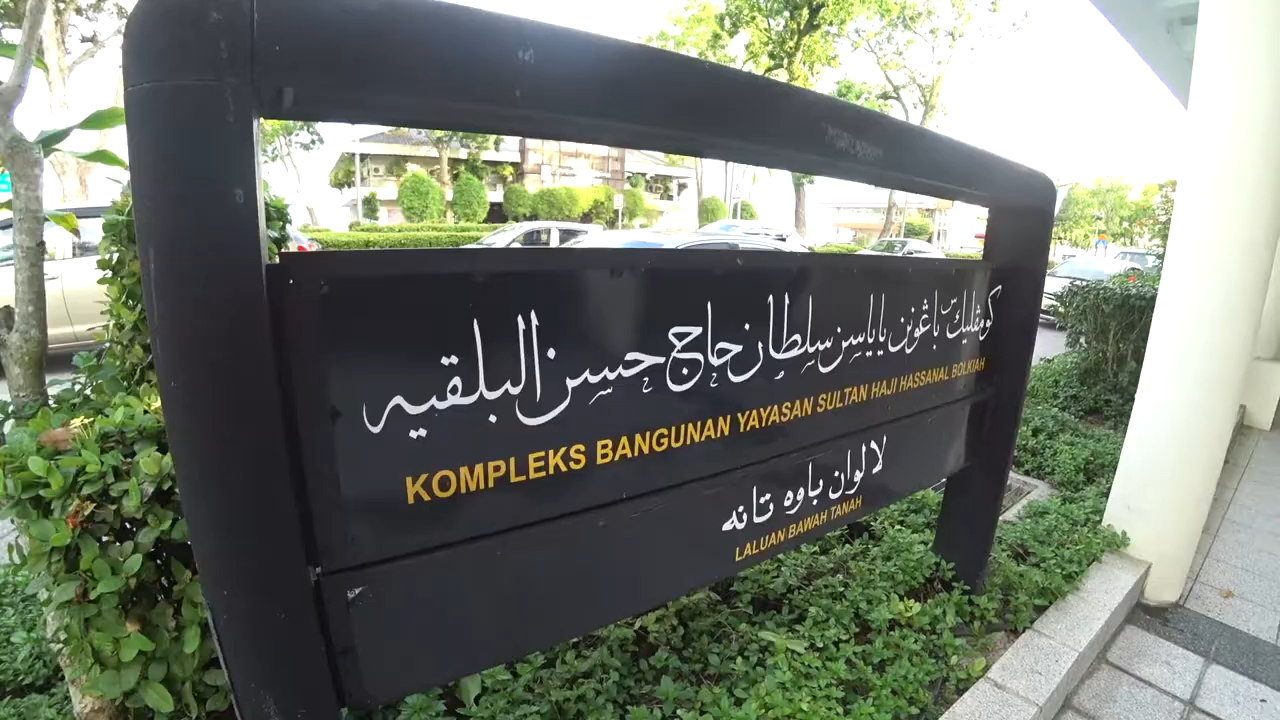 كومڤليكس باڠونن ياياسن سلطان حاج حسن البلقيه
KOMPLEKS BANGUNAN YAYASAN SULTAN HAJI HASSANAL BOLKIAH
لالوان باوه تانه
LALUAN BAWAH TANAH